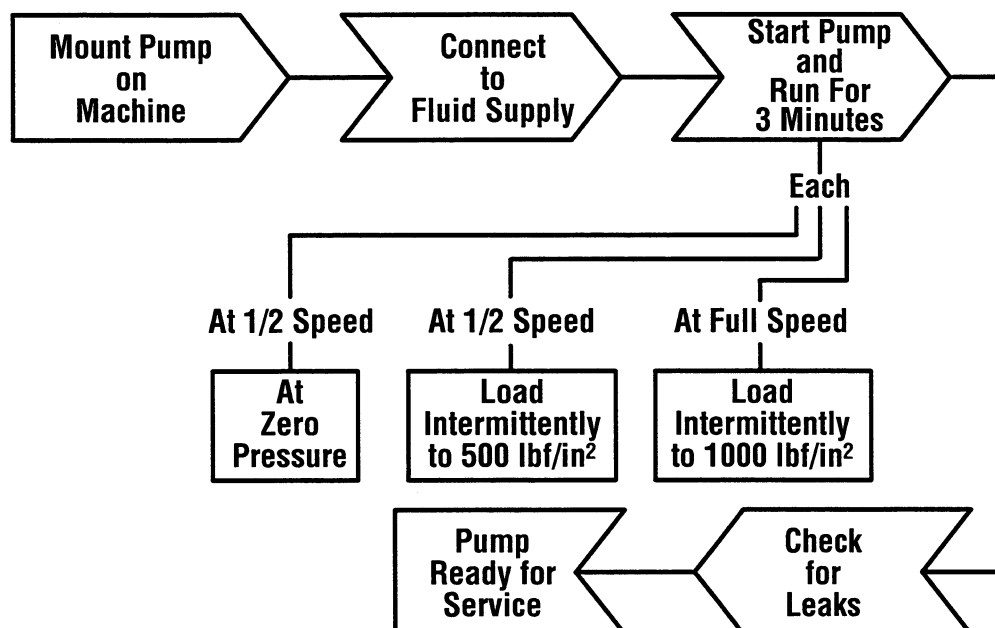 Mount Pump
on
Machine
Connect
to
Fluid Supply
Start Pump
and
Run For
3 Minutes
Each
At 1/2 Speed
At 1/2 Speed
At Full Speed
At
Zero
Pressure
Load
Intermittently
to 500 lbf/in²
Load
Intermittently
to 1000 lbf/in²
Check
for
Leaks
Pump
Ready for
Service